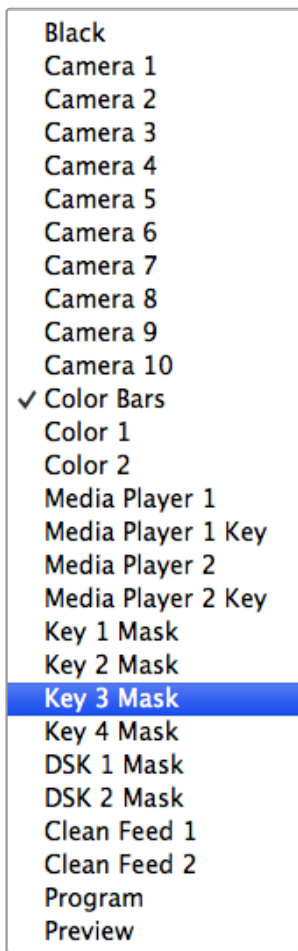 Black
Camera 1
Camera 2
Camera 3
Camera 4
Camera 5
Camera 6
Camera 7
Camera 8
Camera 9
Camera 10
✓ Color Bars
Color 1
Color 2
Media Player 1
Media Player 1 Key
Media Player 2
Media Player 2 Key
Key 1 Mask
Key 2 Mask
Key 3 Mask
Key 4 Mask
DSK 1 Mask
DSK 2 Mask
Clean Feed 1
Clean Feed 2
Program
Preview